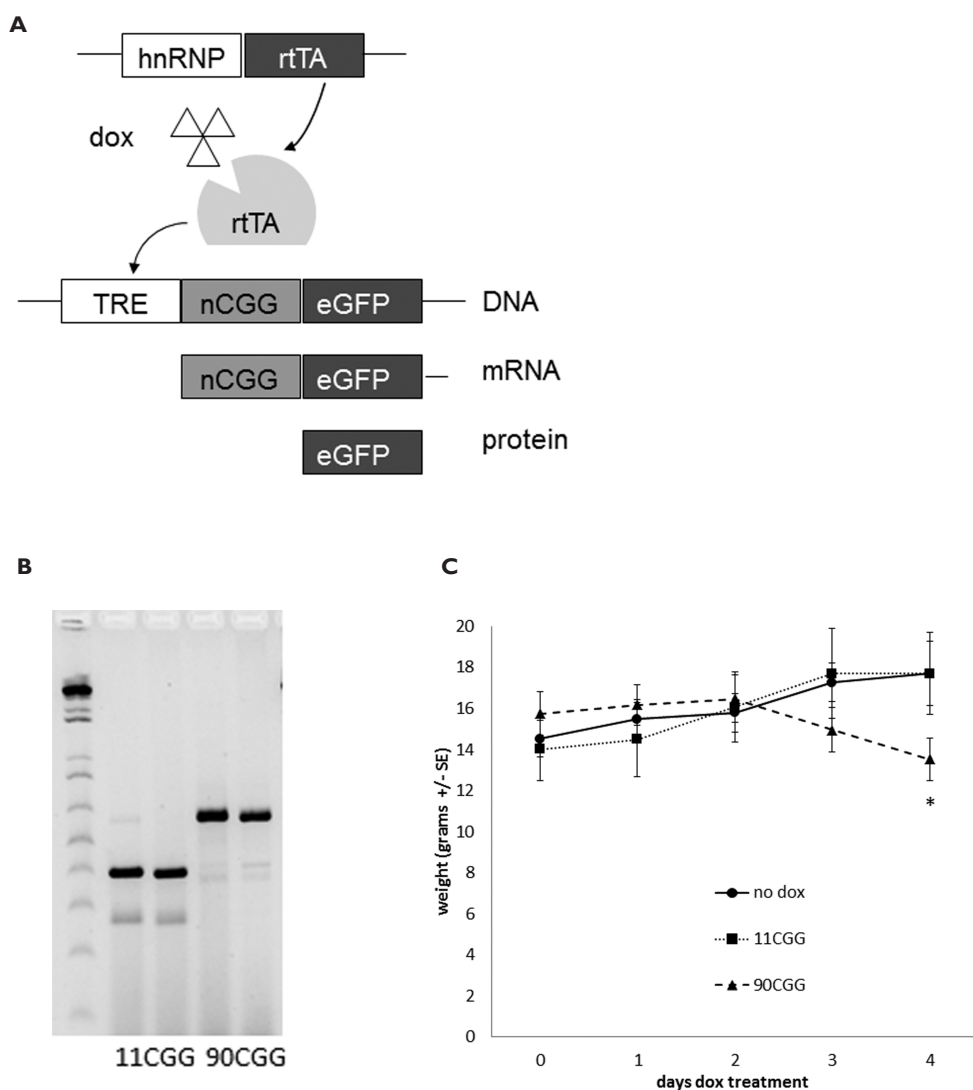 A
hnRNP rtTA
dox
rtTA
TRE nCGG eGFP DNA
nCGG eGFP mRNA
eGFP protein
B
11CGG 90CGG
C
weight (grams +/- SE)
20
18
16
14
12
10
8
6
4
2
0
*
no dox
11CGG
90CGG
0 1 2 3 4
days dox treatment